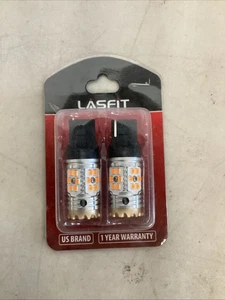 LASFIT
US BRAND | 1 YEAR WARRANTY